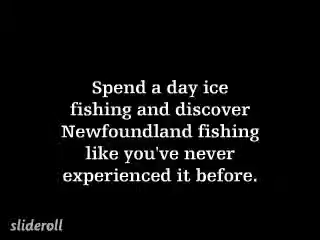 Spend a day ice
fishing and discover
Newfoundland fishing
like you've never
experienced it before.
slideroll